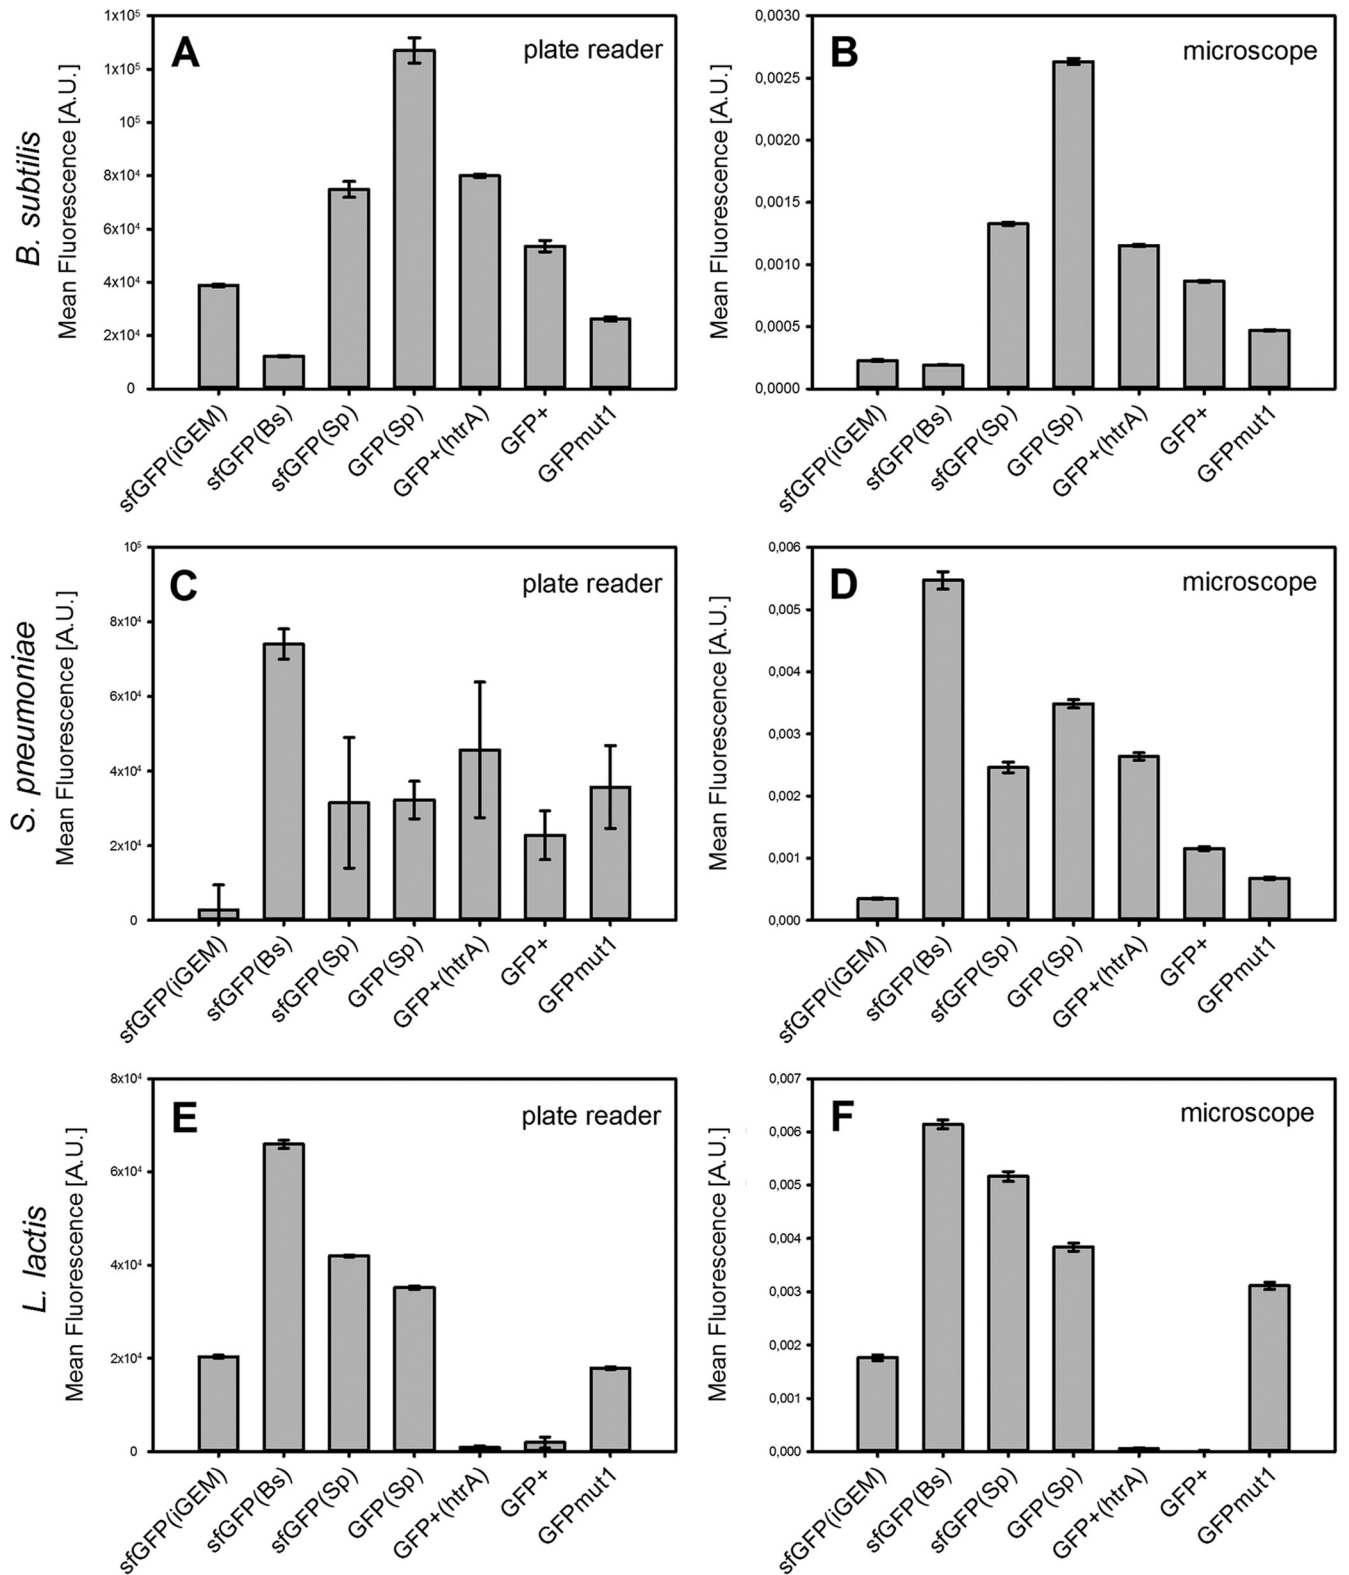 A
plate reader
B. subtilis
Mean Fluorescence [A.U.]
1x10⁵
1x10⁵
10⁵
8x10⁴
6x10⁴
4x10⁴
2x10⁴
0
sfGFP(iGEM)
sfGFP(Bs)
sfGFP(Sp)
GFP(Sp)
GFP+(htrA)
GFP+
GFPmut1
B
microscope
Mean Fluorescence [A.U.]
0,0030
0,0025
0,0020
0,0015
0,0010
0,0005
0,0000
sfGFP(iGEM)
sfGFP(Bs)
sfGFP(Sp)
GFP(Sp)
GFP+(htrA)
GFP+
GFPmut1
C
plate reader
S. pneumoniae
Mean Fluorescence [A.U.]
10⁵
8x10⁴
6x10⁴
4x10⁴
2x10⁴
0
sfGFP(iGEM)
sfGFP(Bs)
sfGFP(Sp)
GFP(Sp)
GFP+(htrA)
GFP+
GFPmut1
D
microscope
Mean Fluorescence [A.U.]
0,006
0,005
0,004
0,003
0,002
0,001
0,000
sfGFP(iGEM)
sfGFP(Bs)
sfGFP(Sp)
GFP(Sp)
GFP+(htrA)
GFP+
GFPmut1
E
plate reader
L. lactis
Mean Fluorescence [A.U.]
8x10⁴
6x10⁴
4x10⁴
2x10⁴
0
sfGFP(iGEM)
sfGFP(Bs)
sfGFP(Sp)
GFP(Sp)
GFP+(htrA)
GFP+
GFPmut1
F
microscope
Mean Fluorescence [A.U.]
0,007
0,006
0,005
0,004
0,003
0,002
0,001
0,000
sfGFP(iGEM)
sfGFP(Bs)
sfGFP(Sp)
GFP(Sp)
GFP+(htrA)
GFP+
GFPmut1